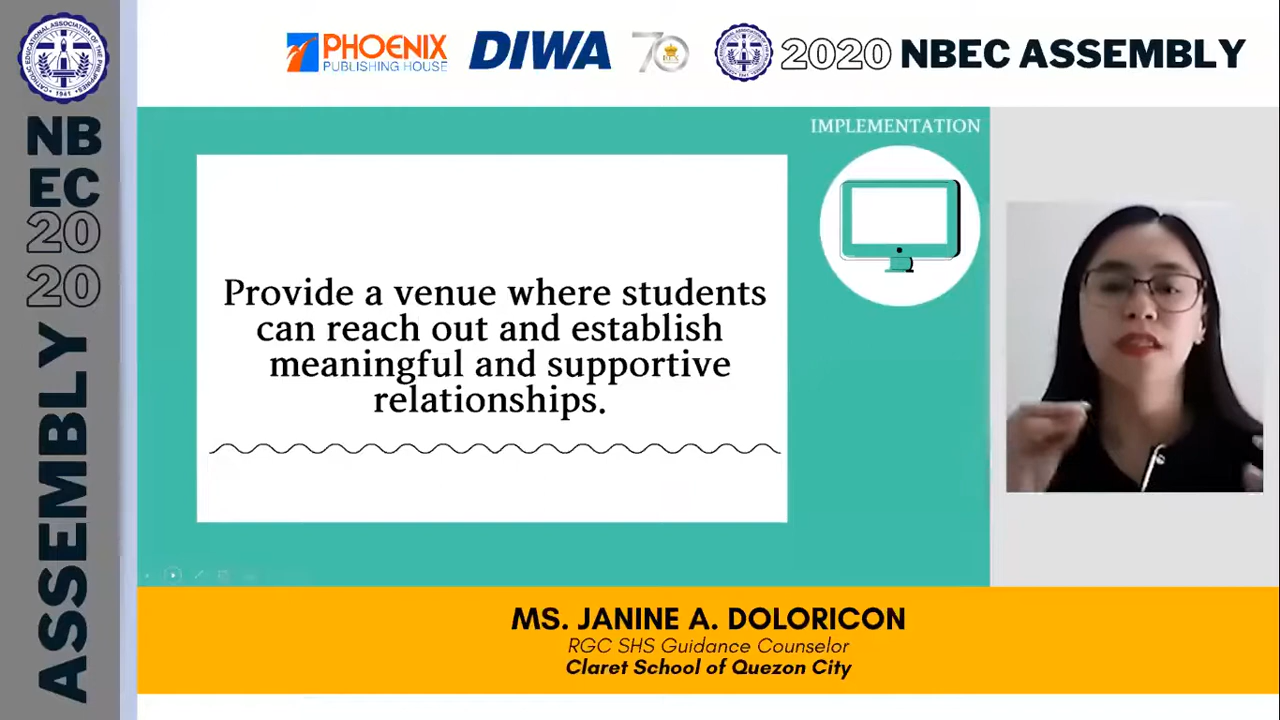 PHOENIX
PUBLISHING HOUSE
DIWA
70
2020 NBEC ASSEMBLY
NB
EC
20
20
ASSEMBLY
IMPLEMENTATION
Provide a venue where students
can reach out and establish
meaningful and supportive
relationships.
MS. JANINE A. DOLORICON
RGC SHS Guidance Counselor
Claret School of Quezon City